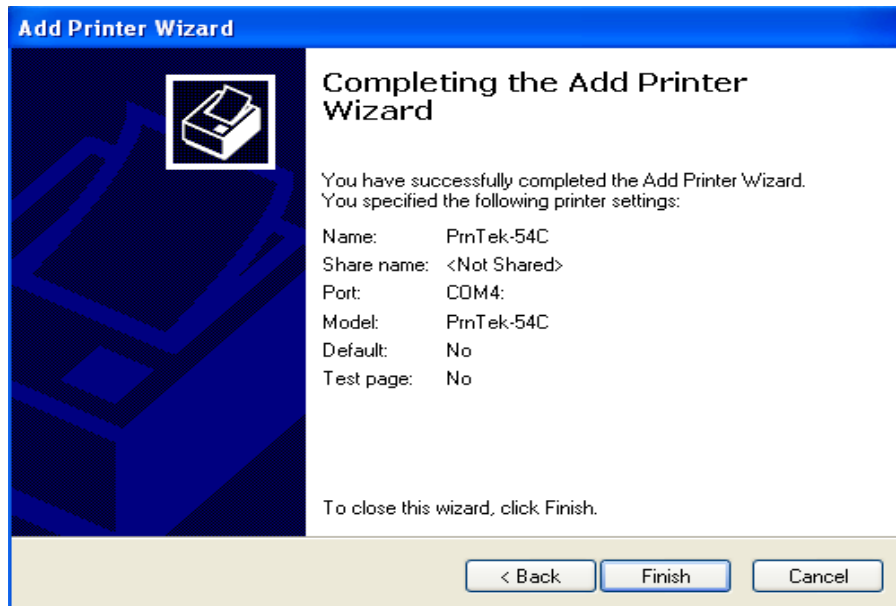 Add Printer Wizard
Completing the Add Printer
Wizard
You have successfully completed the Add Printer Wizard.
You specified the following printer settings:
Name: PrnTek-54C
Share name: <Not Shared>
Port: COM4:
Model: PrnTek-54C
Default: No
Test page: No
To close this wizard, click Finish.
< Back Finish Cancel